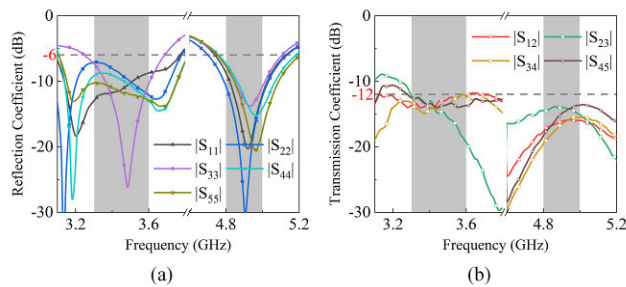 0
-6
-10
-20
-30
Reflection Coefficient (dB)
|S11| |S22|
|S33| |S44|
|S55|
3.2 3.6 4.8 5.2
Frequency (GHz)
(a)
0
-10
-12
-20
-30
Transmission Coefficient (dB)
|S12| |S23|
|S34| |S45|
3.2 3.6 4.8 5.2
Frequency (GHz)
(b)